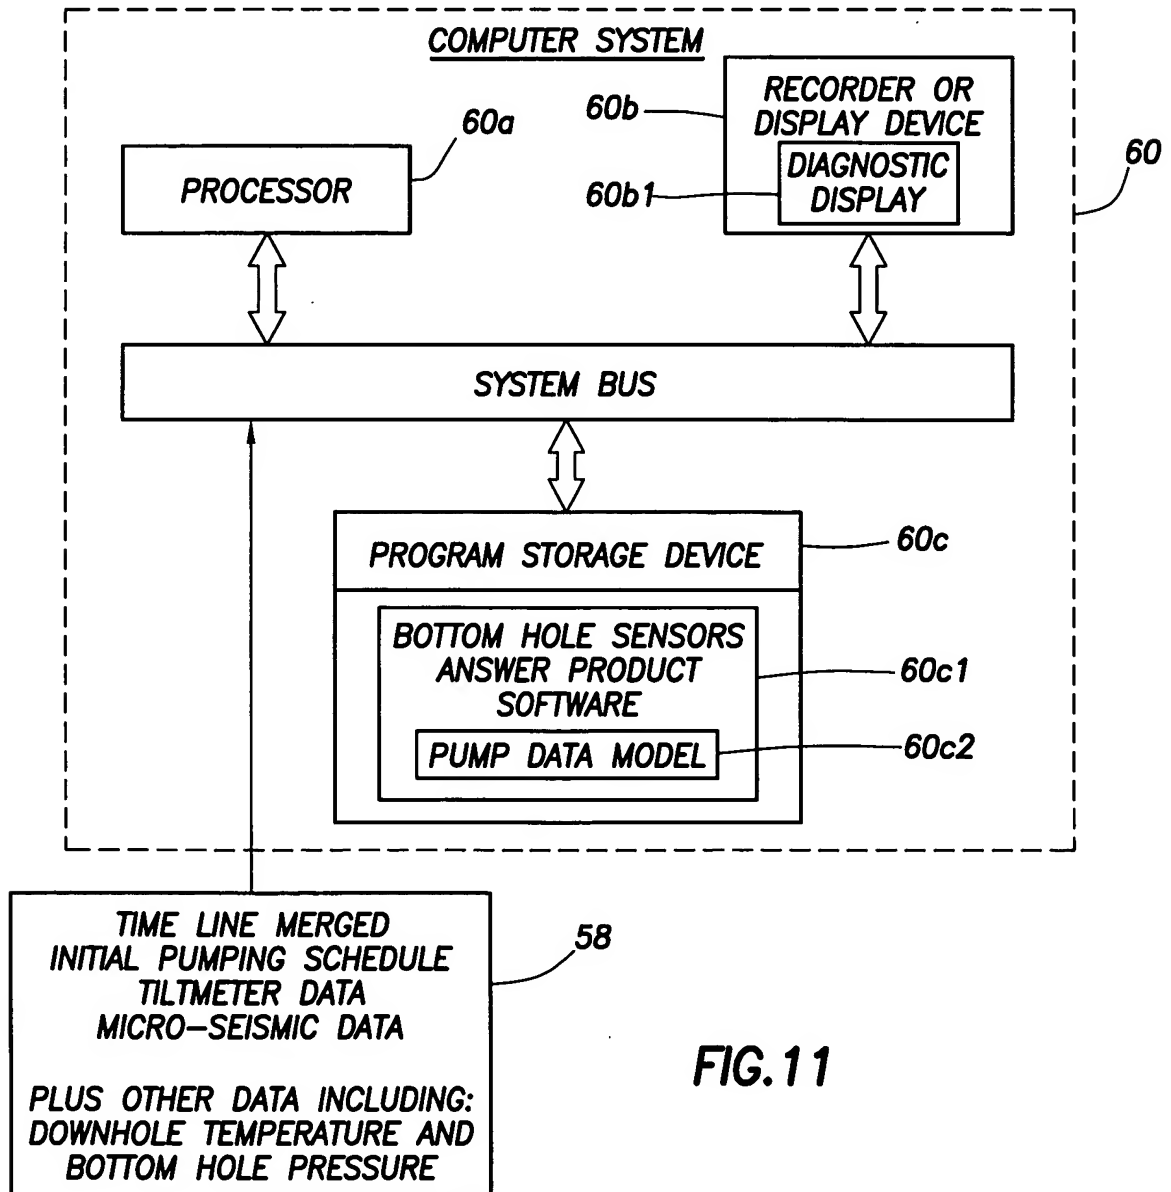 COMPUTER SYSTEM
60a
PROCESSOR
60b
RECORDER OR
DISPLAY DEVICE
60b1
DIAGNOSTIC
DISPLAY
60
SYSTEM BUS
PROGRAM STORAGE DEVICE
60c
BOTTOM HOLE SENSORS
ANSWER PRODUCT
SOFTWARE
60c1
PUMP DATA MODEL
60c2
TIME LINE MERGED
INITIAL PUMPING SCHEDULE
TILTMETER DATA
MICRO-SEISMIC DATA
PLUS OTHER DATA INCLUDING:
DOWNHOLE TEMPERATURE AND
BOTTOM HOLE PRESSURE
58
FIG.11